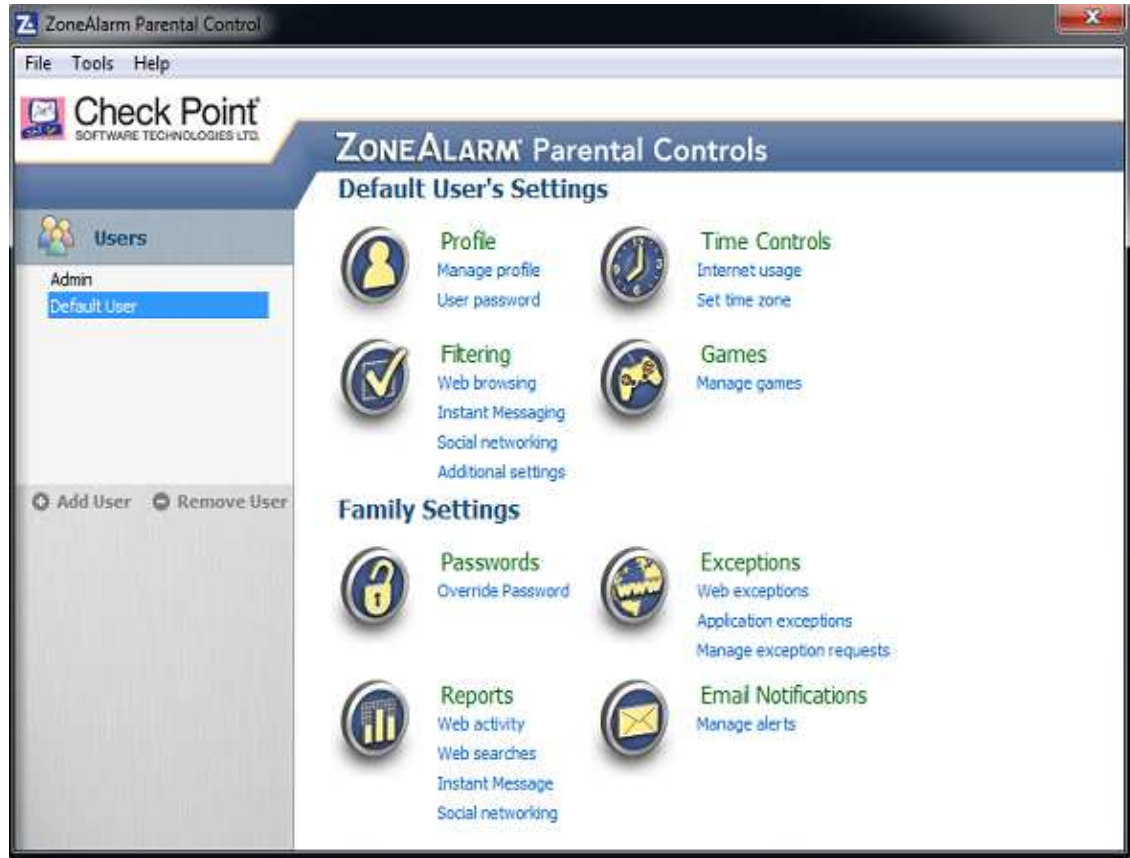 ZoneAlarm Parental Control
File Tools Help
Check Point
SOFTWARE TECHNOLOGIES LTD.
ZONEALARM® Parental Controls
Default User's Settings
Users
Admin
Default User
Add User Remove User
Profile
Manage profile
User password
Time Controls
Internet usage
Set time zone
Filtering
Web browsing
Instant Messaging
Social networking
Additional settings
Games
Manage games
Family Settings
Passwords
Override Password
Exceptions
Web exceptions
Application exceptions
Manage exception requests
Reports
Web activity
Web searches
Instant Message
Social networking
Email Notifications
Manage alerts